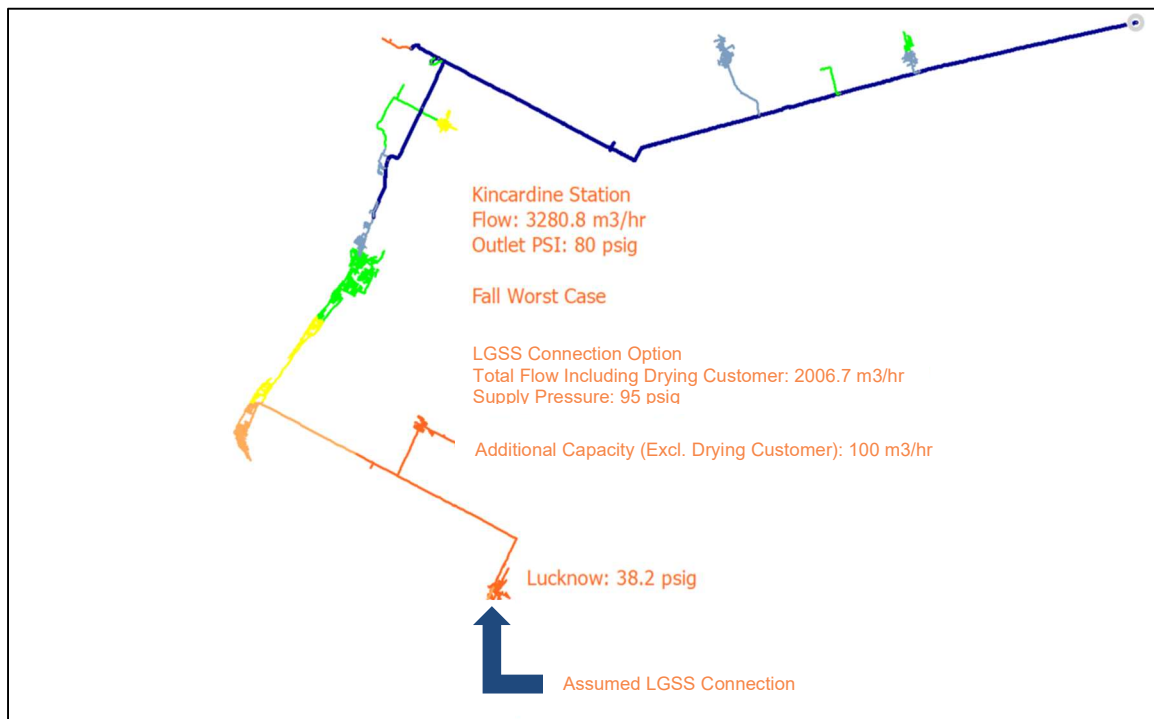 Kincardine Station
Flow: 3280.8 m3/hr
Outlet PSI: 80 psig
Fall Worst Case
LGSS Connection Option
Total Flow Including Drying Customer: 2006.7 m3/hr
Supply Pressure: 95 psig
Additional Capacity (Excl. Drying Customer): 100 m3/hr
Lucknow: 38.2 psig
Assumed LGSS Connection